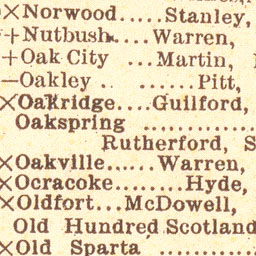 ×Norwood.....Stanley,
+Nutbush.....Warren,
+Oak City ...Martin,
—Oakley .. .......Pitt,
×Oakridge....Guilford,
Oakspring ..............
Rutherford, S
×Oakville......Warren,
×Ocracoke.......Hyde,
×Oldfort...McDowell,
Old Hundred Scotland
×Old Sparta ............